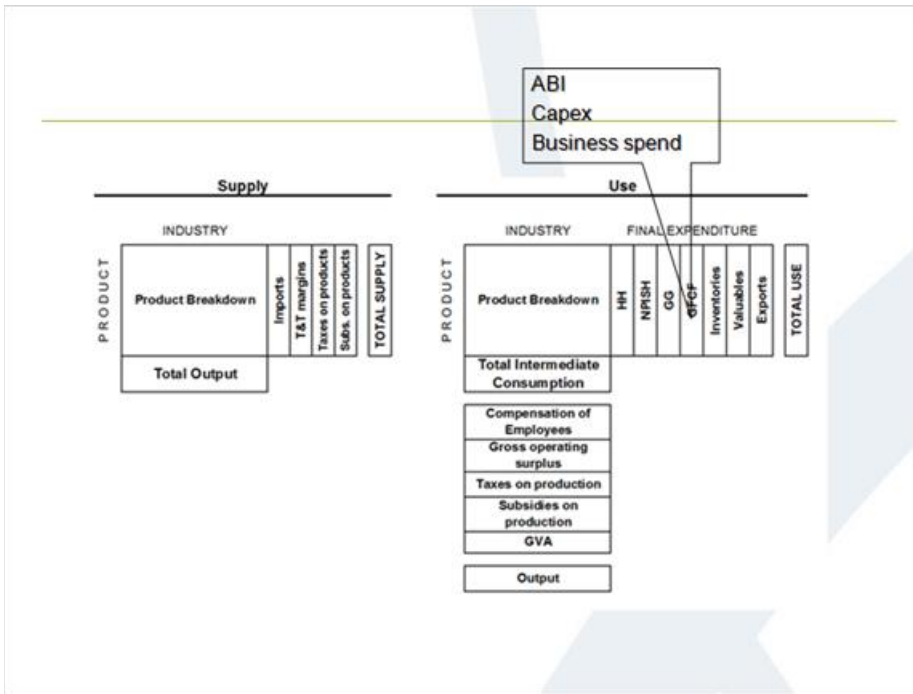 ABI
Capex
Business spend
Supply
INDUSTRY
PRODUCT
Product Breakdown
Imports
T&T margins
Taxes on products
Subs. on products
TOTAL SUPPLY
Total Output
Use
INDUSTRY
FINAL EXPENDITURE
PRODUCT
Product Breakdown
HH
NPISH
GG
GFCF
Inventories
Valuables
Exports
TOTAL USE
Total Intermediate
Consumption
Compensation of
Employees
Gross operating
surplus
Taxes on production
Subsidies on
production
GVA
Output